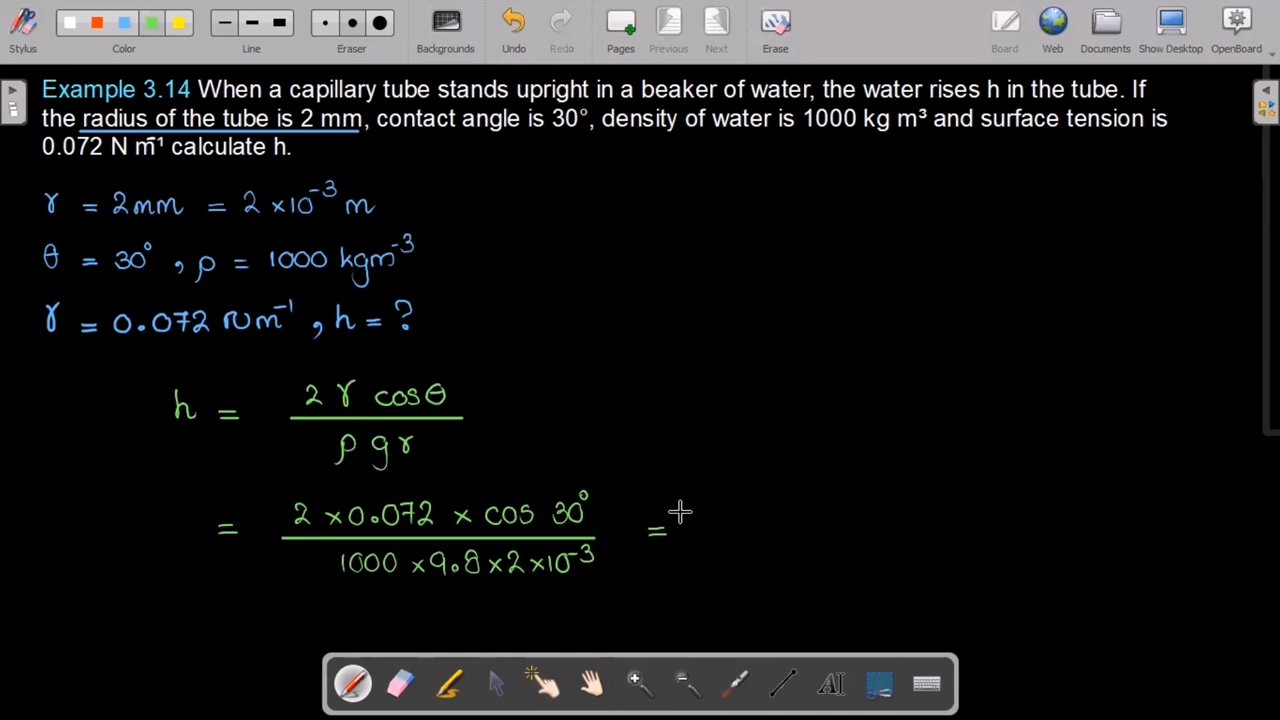 Stylus Color Line Eraser Backgrounds Undo Redo Pages Previous Next Erase Board Web Documents Show Desktop OpenBoard
Example 3.14 When a capillary tube stands upright in a beaker of water, the water rises h in the tube. If
the radius of the tube is 2 mm, contact angle is 30°, density of water is 1000 kg m³ and surface tension is
0.072 N m⁻¹ calculate h.
r = 2mm = 2 ×10⁻³ m
θ = 30° , ρ = 1000 kgm⁻³
γ = 0.072 Nm⁻¹ , h = ?
h = 2 γ cosθ / ρ g r
= 2 ×0.072 × cos 30° / 1000 ×9.8×2×10⁻³ =
AI